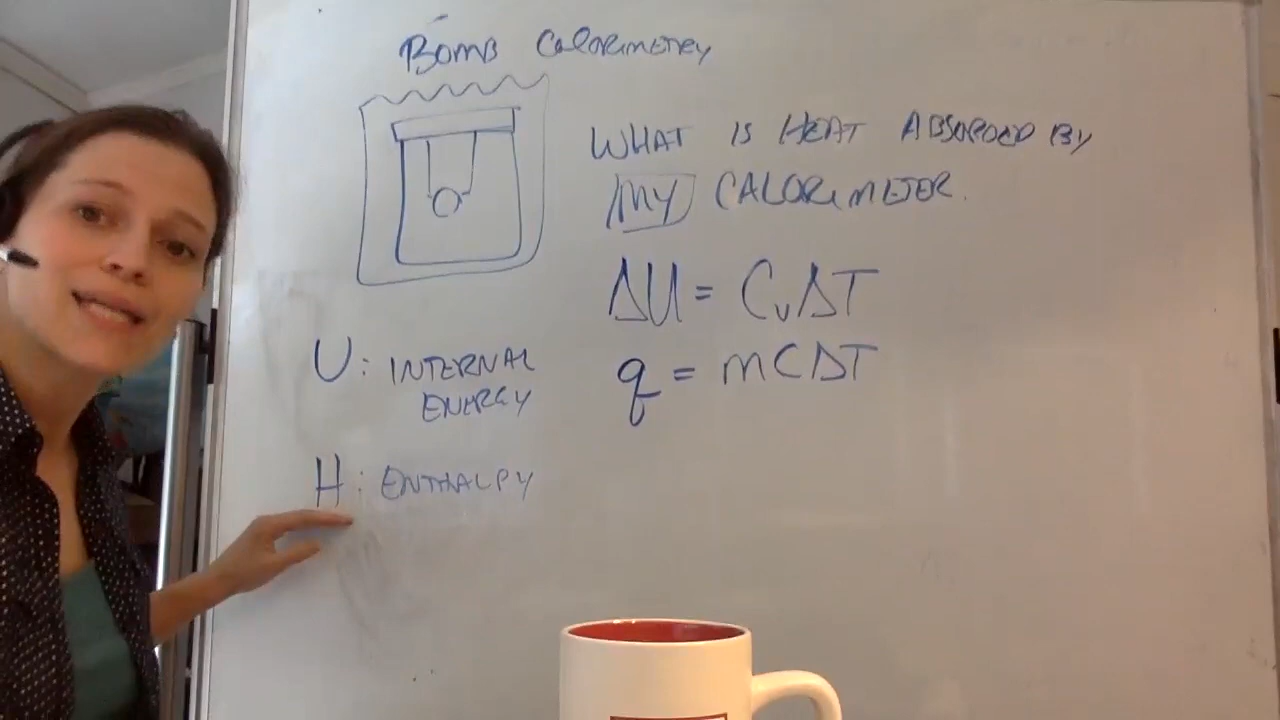 BOMB CALORIMETRY
WHAT IS HEAT ABSORBED BY
MY CALORIMETER.
ΔU = CᵥΔT
q = mCΔT
U: INTERNAL
ENERGY
H: ENTHALPY